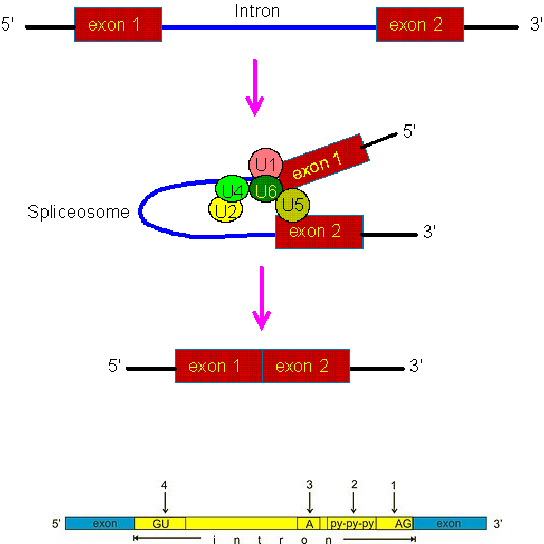 Intron
5' exon 1 exon 2 3'
5'
exon 1
U1
U4 U6
U2 U5
Spliceosome
exon 2 3'
5' exon 1 exon 2 3'
4 3 2 1
5' exon GU A py-py-py AG exon 3'
i n t r o n